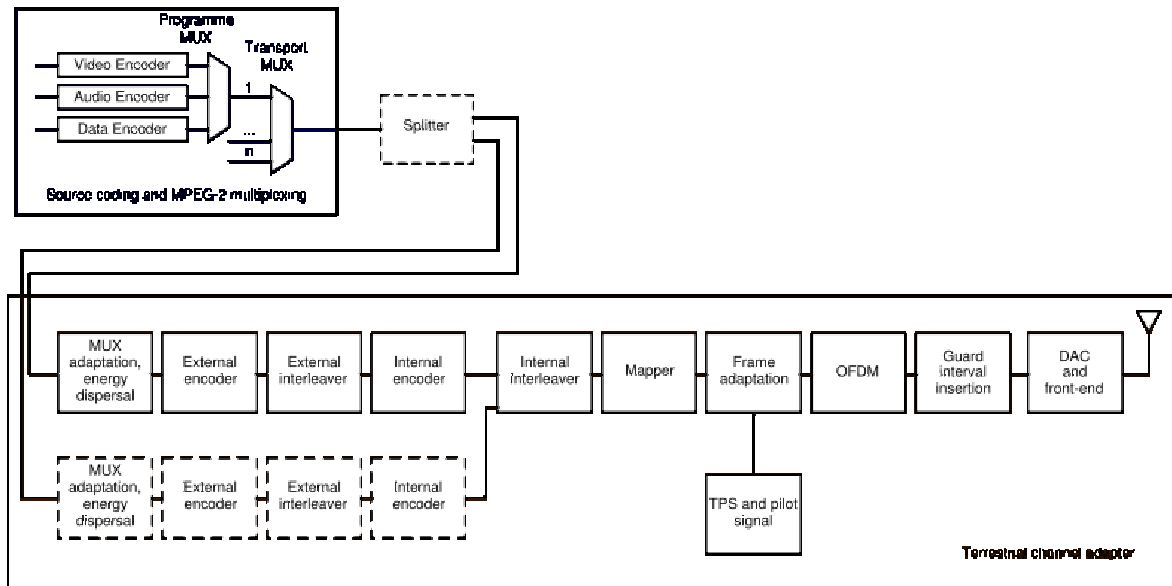 Programme
MUX
Transport
MUX
Video Encoder
Audio Encoder
Data Encoder
1
...
n
Splitter
Source coding and MPEG-2 multiplexing
MUX
adaptation,
energy
dispersal
External
encoder
External
interleaver
Internal
encoder
Internal
interleaver
Mapper
Frame
adaptation
OFDM
Guard
interval
insertion
DAC
and
front-end
MUX
adaptation,
energy
dispersal
External
encoder
External
interleaver
Internal
encoder
TPS and pilot
signal
Terrestrial channel adapter